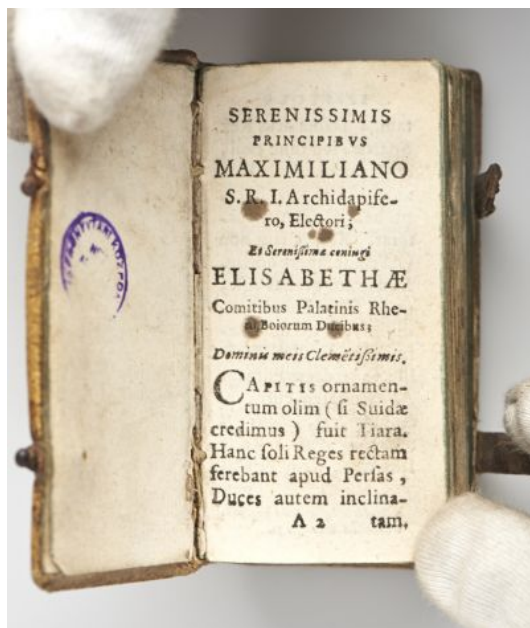 SERENISSIMIS
PRINCIPIBVS
MAXIMILIANO
S. R. I. Archidapife-
ro, Electori;
Et Sereniſſimæ coniugi
ELISABETHÆ
Comitibus Palatinis Rhe-
ni, Boiorum Ducibus;
Dominis meis Clemẽtiſſimis.
CAPITIS ornamen-
tum olim ( ſi Suidæ
credimus ) fuit Tiara.
Hanc ſoli Reges rectam
ferebant apud Perſas ,
Duces autem inclina-
A 2 tam,